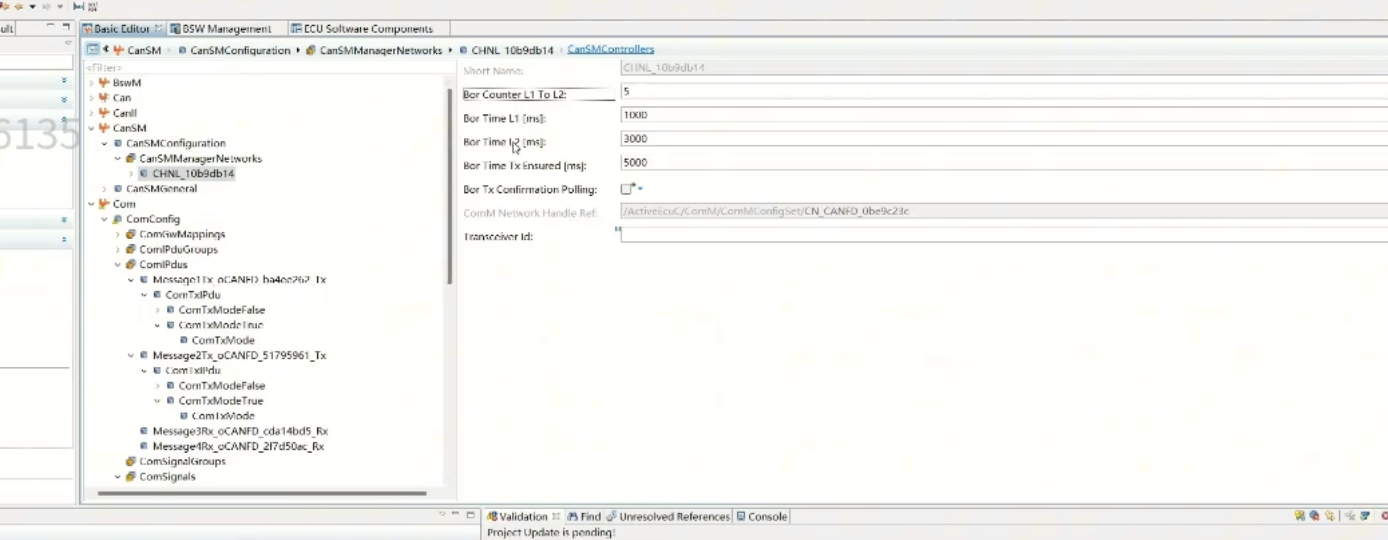 ult
Basic Editor
BSW Management
ECU Software Components
CanSM
CanSMConfiguration
CanSMManagerNetworks
CHNL_10b9db14
CanSMControllers
<Filter>
BswM
Can
CanIf
CanSM
CanSMConfiguration
CanSMManagerNetworks
CHNL_10b9db14
CanSMGeneral
Com
ComConfig
ComGwMappings
ComIPduGroups
ComIPdus
Message1Tx_oCANFD_ba4ee262_Tx
ComTxIPdu
ComTxModeFalse
ComTxModeTrue
ComTxMode
Message2Tx_oCANFD_51795961_Tx
ComTxIPdu
ComTxModeFalse
ComTxModeTrue
ComTxMode
Message3Rx_oCANFD_cda14bd5_Rx
Message4Rx_oCANFD_2f7d50ac_Rx
ComSignalGroups
ComSignals
6135
Short Name: CHNL_10b9db14
Bor Counter L1 To L2: 5
Bor Time L1 [ms]: 1000
Bor Time L2 [ms]: 3000
Bor Time Tx Ensured [ms]: 5000
Bor Tx Confirmation Polling:
ComM Network Handle Ref: /ActiveEcuC/ComM/ComMConfigSet/CN_CANFD_0be9c23c
Transceiver Id:
Validation
Find
Unresolved References
Console
Project Update is pending!